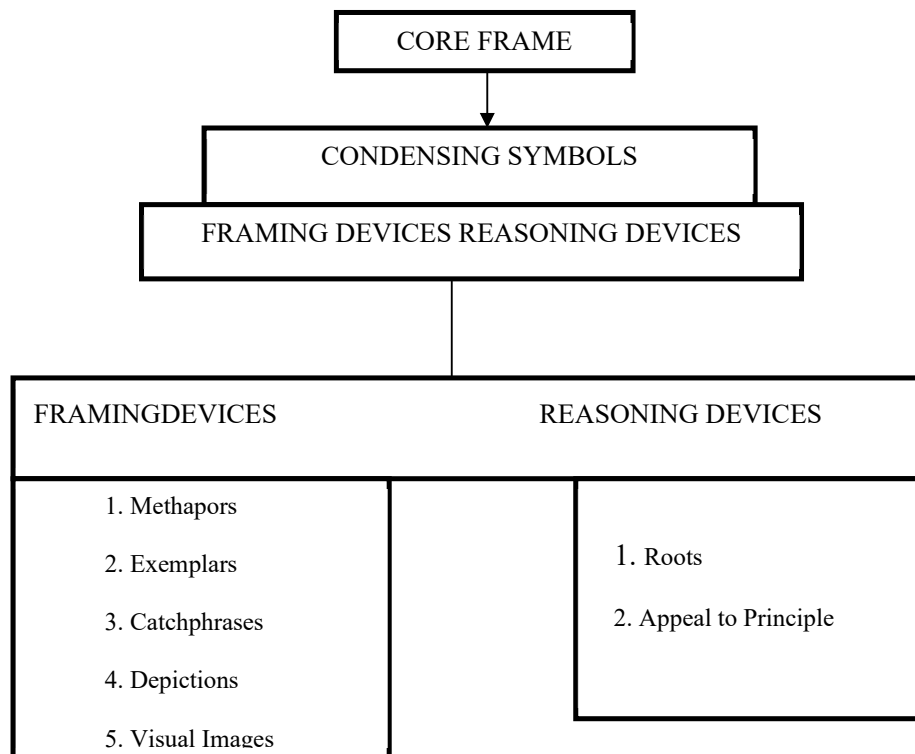 CORE FRAME
CONDENSING SYMBOLS
FRAMING DEVICES REASONING DEVICES
FRAMINGDEVICES REASONING DEVICES
1. Methapors
2. Exemplars
3. Catchphrases
4. Depictions
5. Visual Images
1. Roots
2. Appeal to Principle